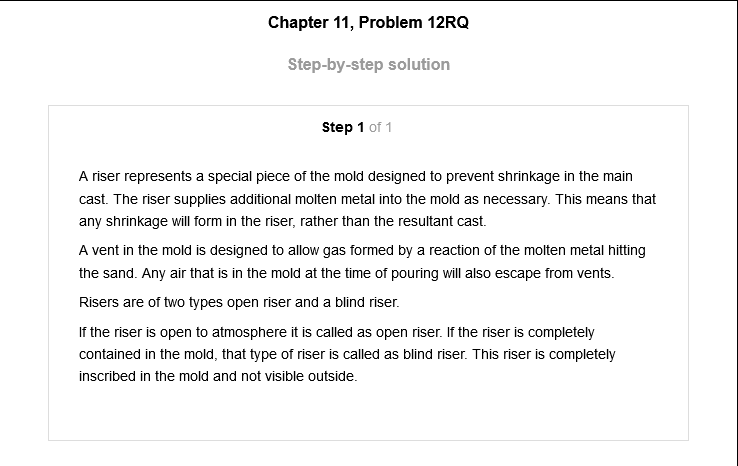 Chapter 11, Problem 12RQ
Step-by-step solution
Step 1 of 1
A riser represents a special piece of the mold designed to prevent shrinkage in the main
cast. The riser supplies additional molten metal into the mold as necessary. This means that
any shrinkage will form in the riser, rather than the resultant cast.
A vent in the mold is designed to allow gas formed by a reaction of the molten metal hitting
the sand. Any air that is in the mold at the time of pouring will also escape from vents.
Risers are of two types open riser and a blind riser.
If the riser is open to atmosphere it is called as open riser. If the riser is completely
contained in the mold, that type of riser is called as blind riser. This riser is completely
inscribed in the mold and not visible outside.